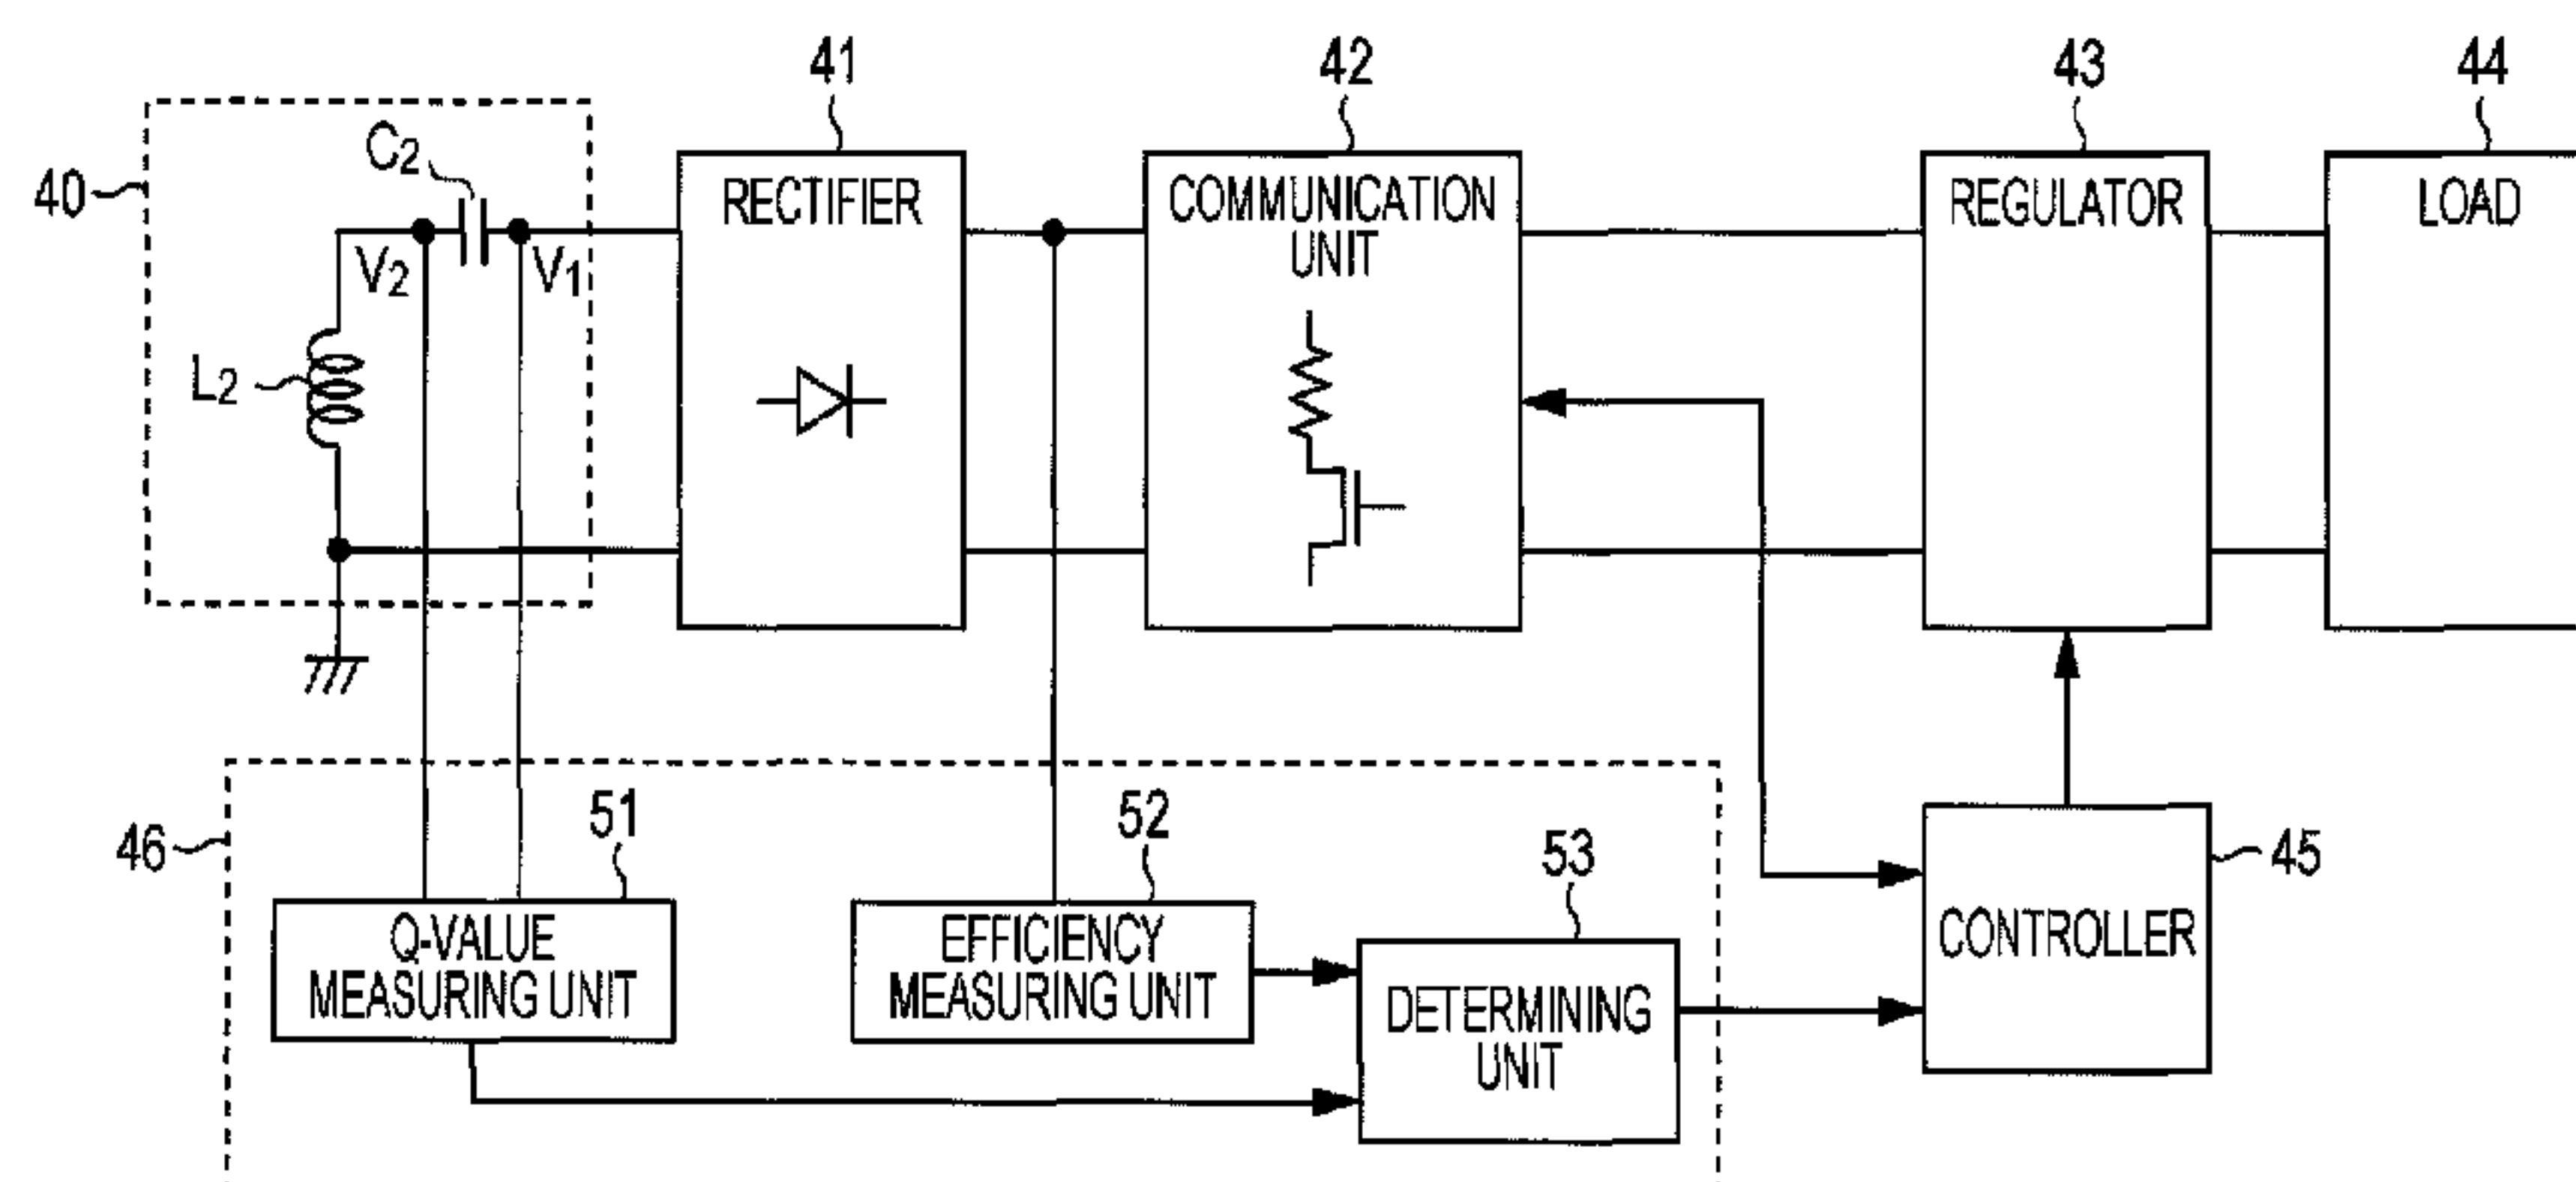 41
42
43
44
40
C2
RECTIFIER
COMMUNICATION
UNIT
REGULATOR
LOAD
V2
V1
L2
46
51
52
53
45
Q-VALUE
MEASURING UNIT
EFFICIENCY
MEASURING UNIT
DETERMINING
UNIT
CONTROLLER